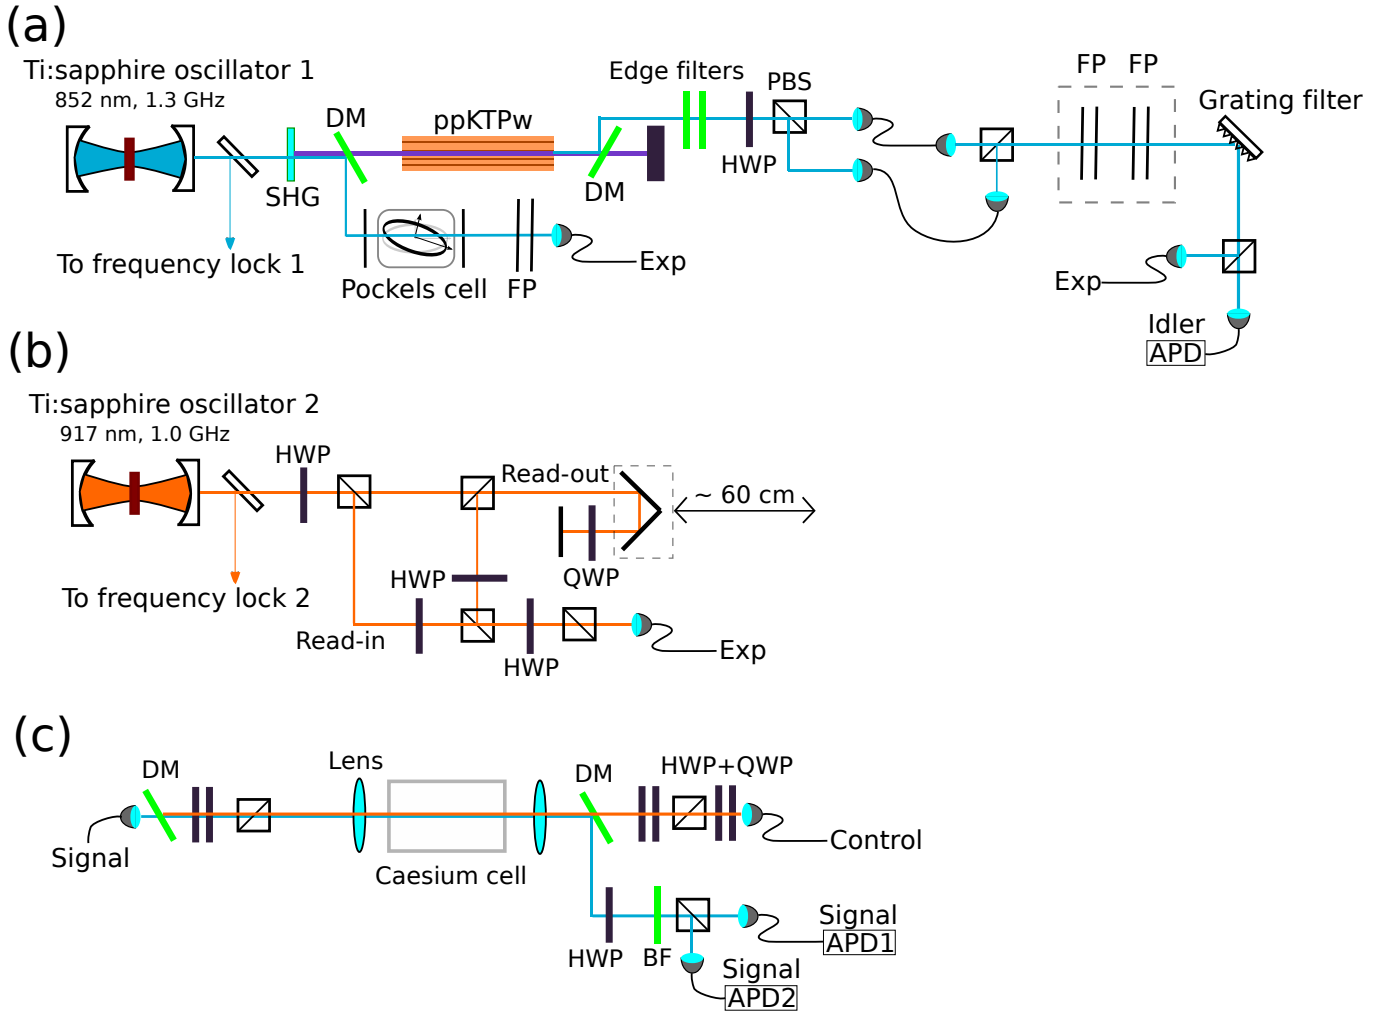 (a)
Ti:sapphire oscillator 1
852 nm, 1.3 GHz
DM
ppKTPw
Edge filters
PBS
FP FP
Grating filter
SHG
DM
HWP
To frequency lock 1
Pockels cell
FP
Exp
Exp
Idler
APD
(b)
Ti:sapphire oscillator 2
917 nm, 1.0 GHz
HWP
Read-out
~ 60 cm
QWP
HWP
To frequency lock 2
Read-in
HWP
Exp
(c)
DM
Lens
DM
HWP+QWP
Signal
Control
Caesium cell
Signal
APD1
HWP
BF
Signal
APD2